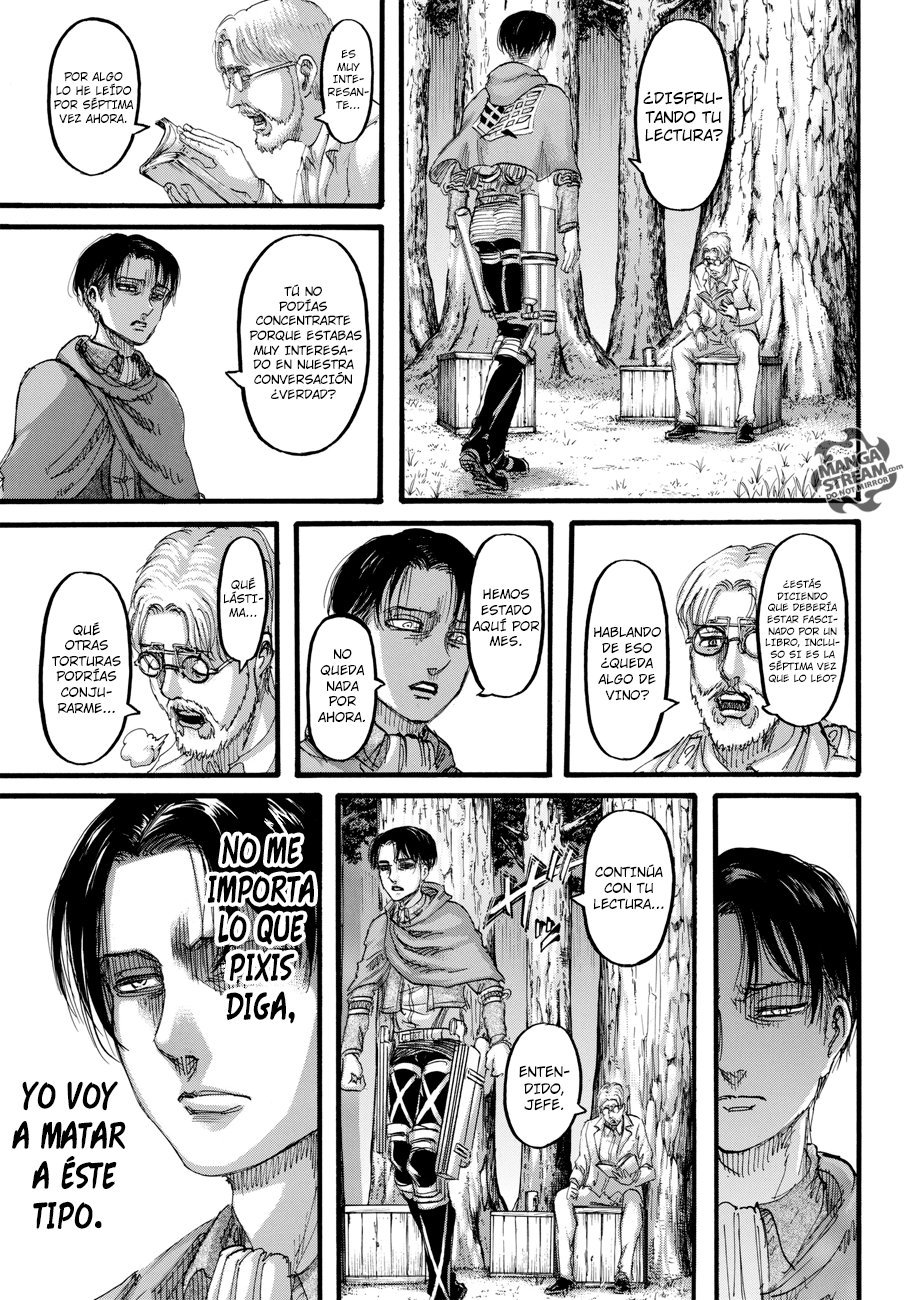 ¿DISFRU-
TANDO TU
LECTURA?
ES
MUY
INTERE-
SAN-
TE...
POR ALGO
LO HE LEÍDO
POR SÉPTIMA
VEZ AHORA.
TÚ NO
PODÍAS
CONCENTRARTE
PORQUE ESTABAS
MUY INTERESA-
DO EN NUESTRA
CONVERSACIÓN
¿VERDAD?
MANGA
STREAM.com
DO NOT MIRROR
¿ESTÁS
DICIENDO
QUE DEBERÍA
ESTAR FASCI-
NADO POR UN
LIBRO, INCLU-
SO SI ES LA
SÉPTIMA VEZ
QUE LO LEO?
HABLANDO
DE ESO
¿QUEDA
ALGO DE
VINO?
HEMOS
ESTADO
AQUÍ POR
MES.
NO
QUEDA
NADA
POR
AHORA.
QUÉ
LÁSTI-
MA...
QUÉ
OTRAS
TORTURAS
PODRÍAS
CONJU-
RARME...
CONTINÚA
CON TU
LECTURA...
ENTEN-
DIDO,
JEFE.
NO ME
IMPORTA
LO QUE
PIXIS
DIGA,
YO VOY
A MATAR
A ÉSTE
TIPO.